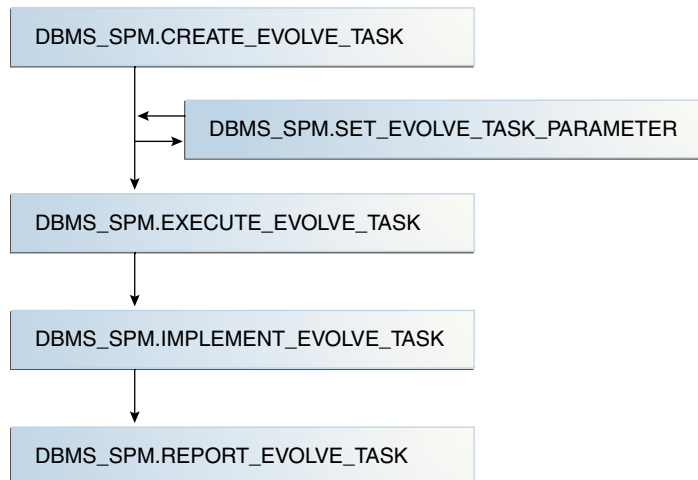 DBMS_SPM.CREATE_EVOLVE_TASK
DBMS_SPM.SET_EVOLVE_TASK_PARAMETER
DBMS_SPM.EXECUTE_EVOLVE_TASK
DBMS_SPM.IMPLEMENT_EVOLVE_TASK
DBMS_SPM.REPORT_EVOLVE_TASK